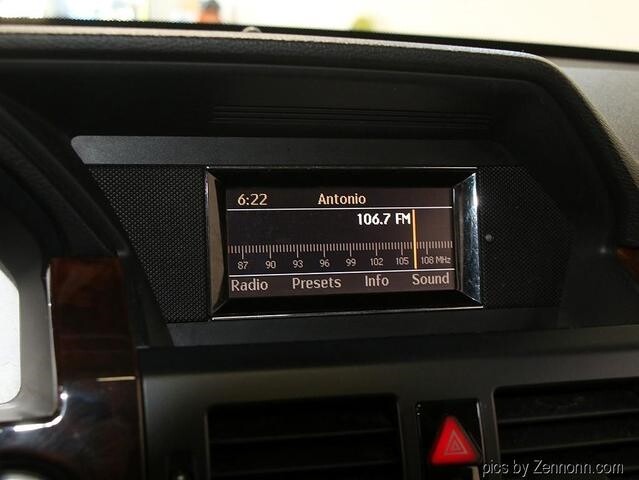 6:22 Antonio
106.7 FM
87 90 93 96 99 102 105 108 MHz
Radio Presets Info Sound
pics by Zennonn.com